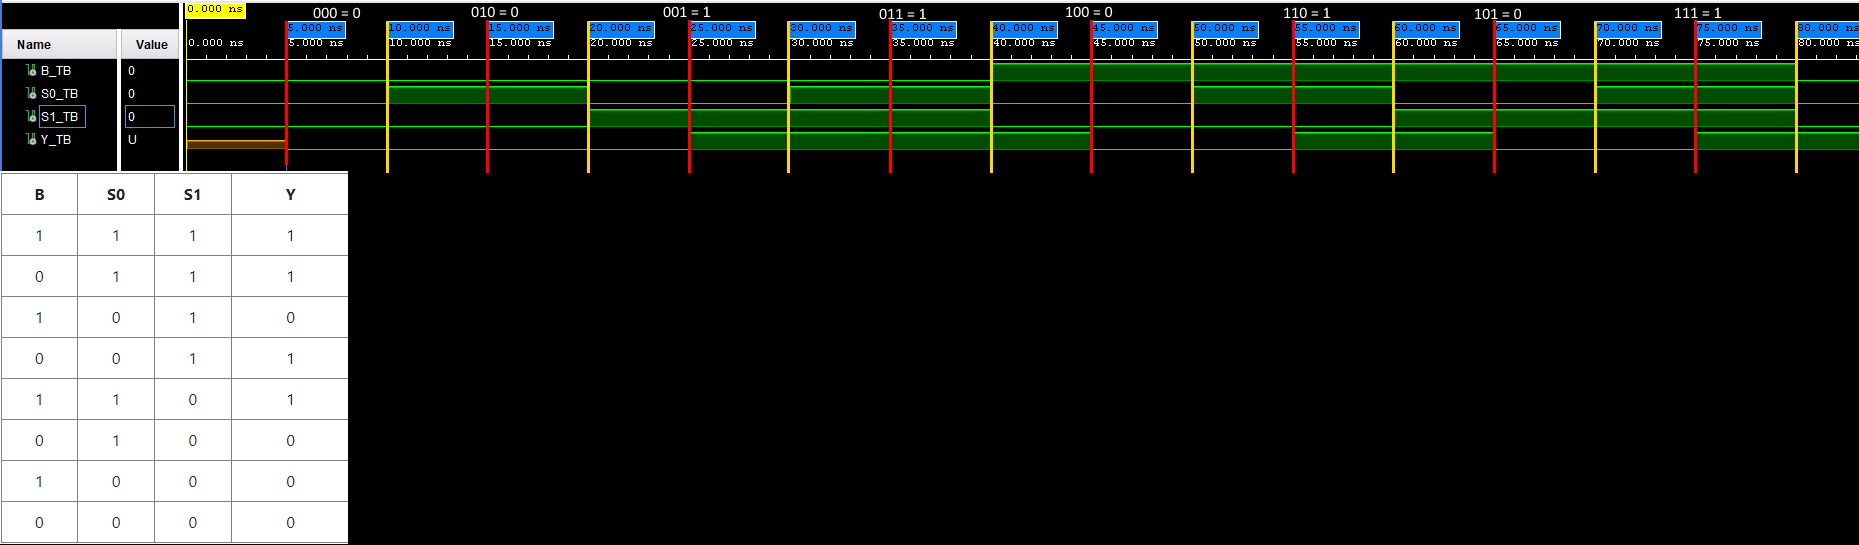 0.000 ns 000 = 0 010 = 0 001 = 1 011 = 1 100 = 0 110 = 1 101 = 0 111 = 1
5.000 ns 10.000 ns 15.000 ns 20.000 ns 25.000 ns 30.000 ns 35.000 ns 40.000 ns 45.000 ns 50.000 ns 55.000 ns 60.000 ns 65.000 ns 70.000 ns 75.000 ns 80.000 ns
Name Value 0.000 ns 5.000 ns 10.000 ns 15.000 ns 20.000 ns 25.000 ns 30.000 ns 35.000 ns 40.000 ns 45.000 ns 50.000 ns 55.000 ns 60.000 ns 65.000 ns 70.000 ns 75.000 ns 80.000 ns
B_TB 0
S0_TB 0
S1_TB 0
Y_TB U
B S0 S1 Y
1 1 1 1
0 1 1 1
1 0 1 0
0 0 1 1
1 1 0 1
0 1 0 0
1 0 0 0
0 0 0 0